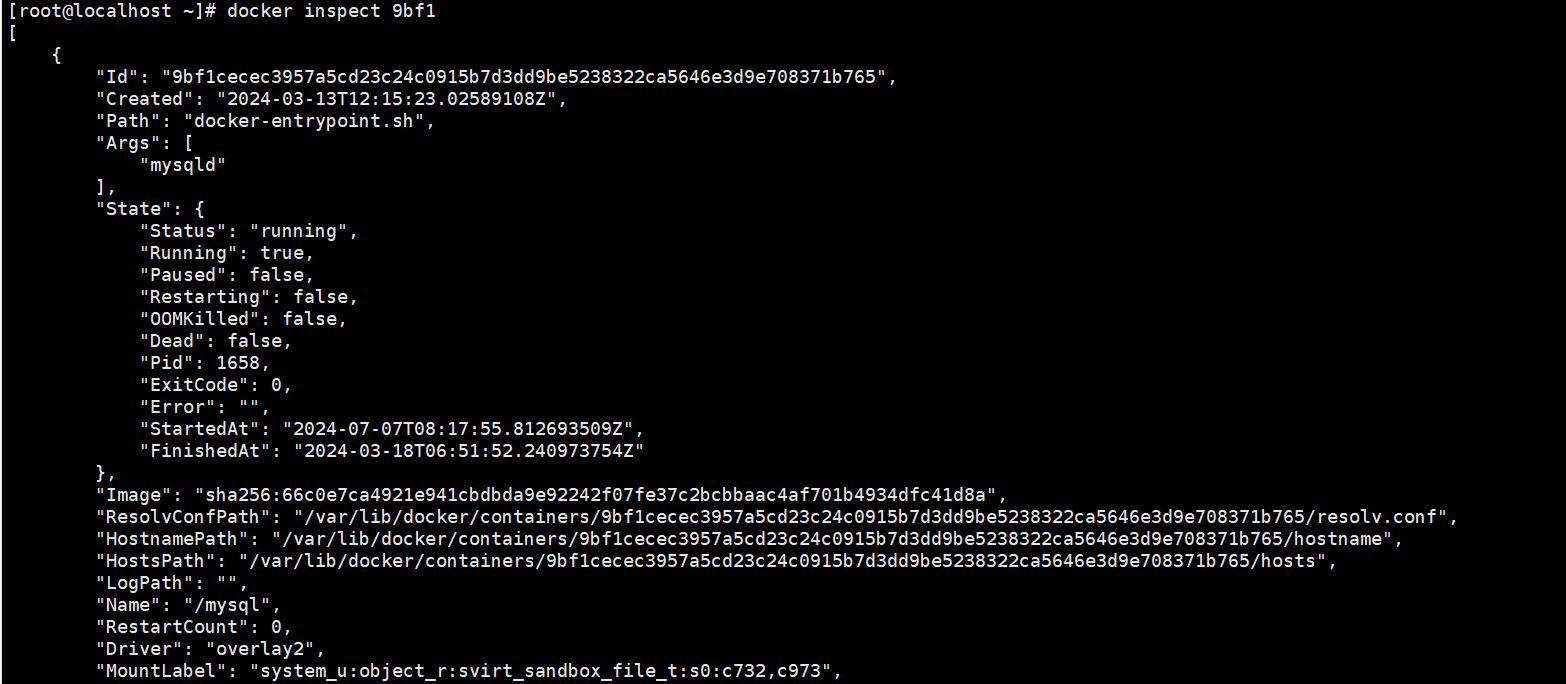 [root@localhost ~]# docker inspect 9bf1
[
    {
        "Id": "9bf1cecec3957a5cd23c24c0915b7d3dd9be5238322ca5646e3d9e708371b765",
        "Created": "2024-03-13T12:15:23.02589108Z",
        "Path": "docker-entrypoint.sh",
        "Args": [
            "mysqld"
        ],
        "State": {
            "Status": "running",
            "Running": true,
            "Paused": false,
            "Restarting": false,
            "OOMKilled": false,
            "Dead": false,
            "Pid": 1658,
            "ExitCode": 0,
            "Error": "",
            "StartedAt": "2024-07-07T08:17:55.812693509Z",
            "FinishedAt": "2024-03-18T06:51:52.240973754Z"
        },
        "Image": "sha256:66c0e7ca4921e941cbdbda9e92242f07fe37c2bcbbaac4af701b4934dfc41d8a",
        "ResolvConfPath": "/var/lib/docker/containers/9bf1cecec3957a5cd23c24c0915b7d3dd9be5238322ca5646e3d9e708371b765/resolv.conf",
        "HostnamePath": "/var/lib/docker/containers/9bf1cecec3957a5cd23c24c0915b7d3dd9be5238322ca5646e3d9e708371b765/hostname",
        "HostsPath": "/var/lib/docker/containers/9bf1cecec3957a5cd23c24c0915b7d3dd9be5238322ca5646e3d9e708371b765/hosts",
        "LogPath": "",
        "Name": "/mysql",
        "RestartCount": 0,
        "Driver": "overlay2",
        "MountLabel": "system_u:object_r:svirt_sandbox_file_t:s0:c732,c973",